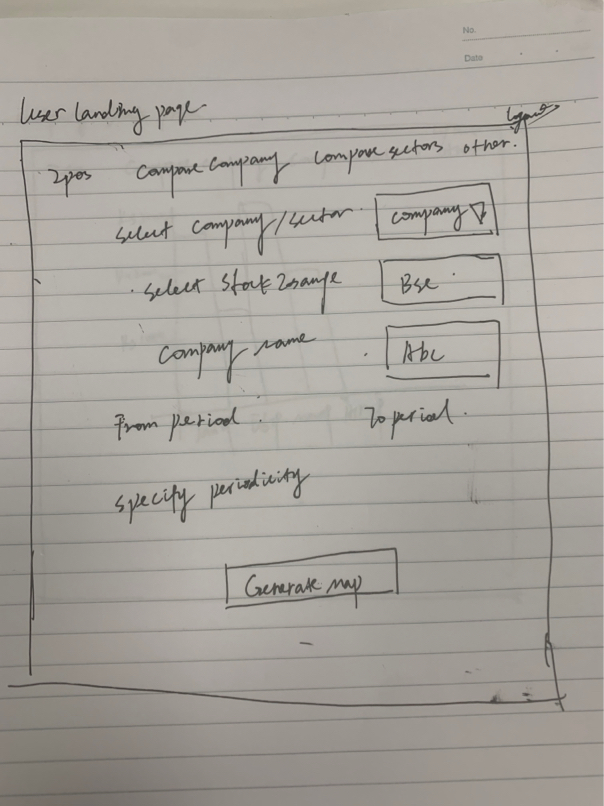 No.
Date
User landing page
logout
Ipos Compare Company Compare sectors other.
select company/sector company
select Stock Exchange Bse
Company name Abc
From period To period.
specify periodicity
Generate map